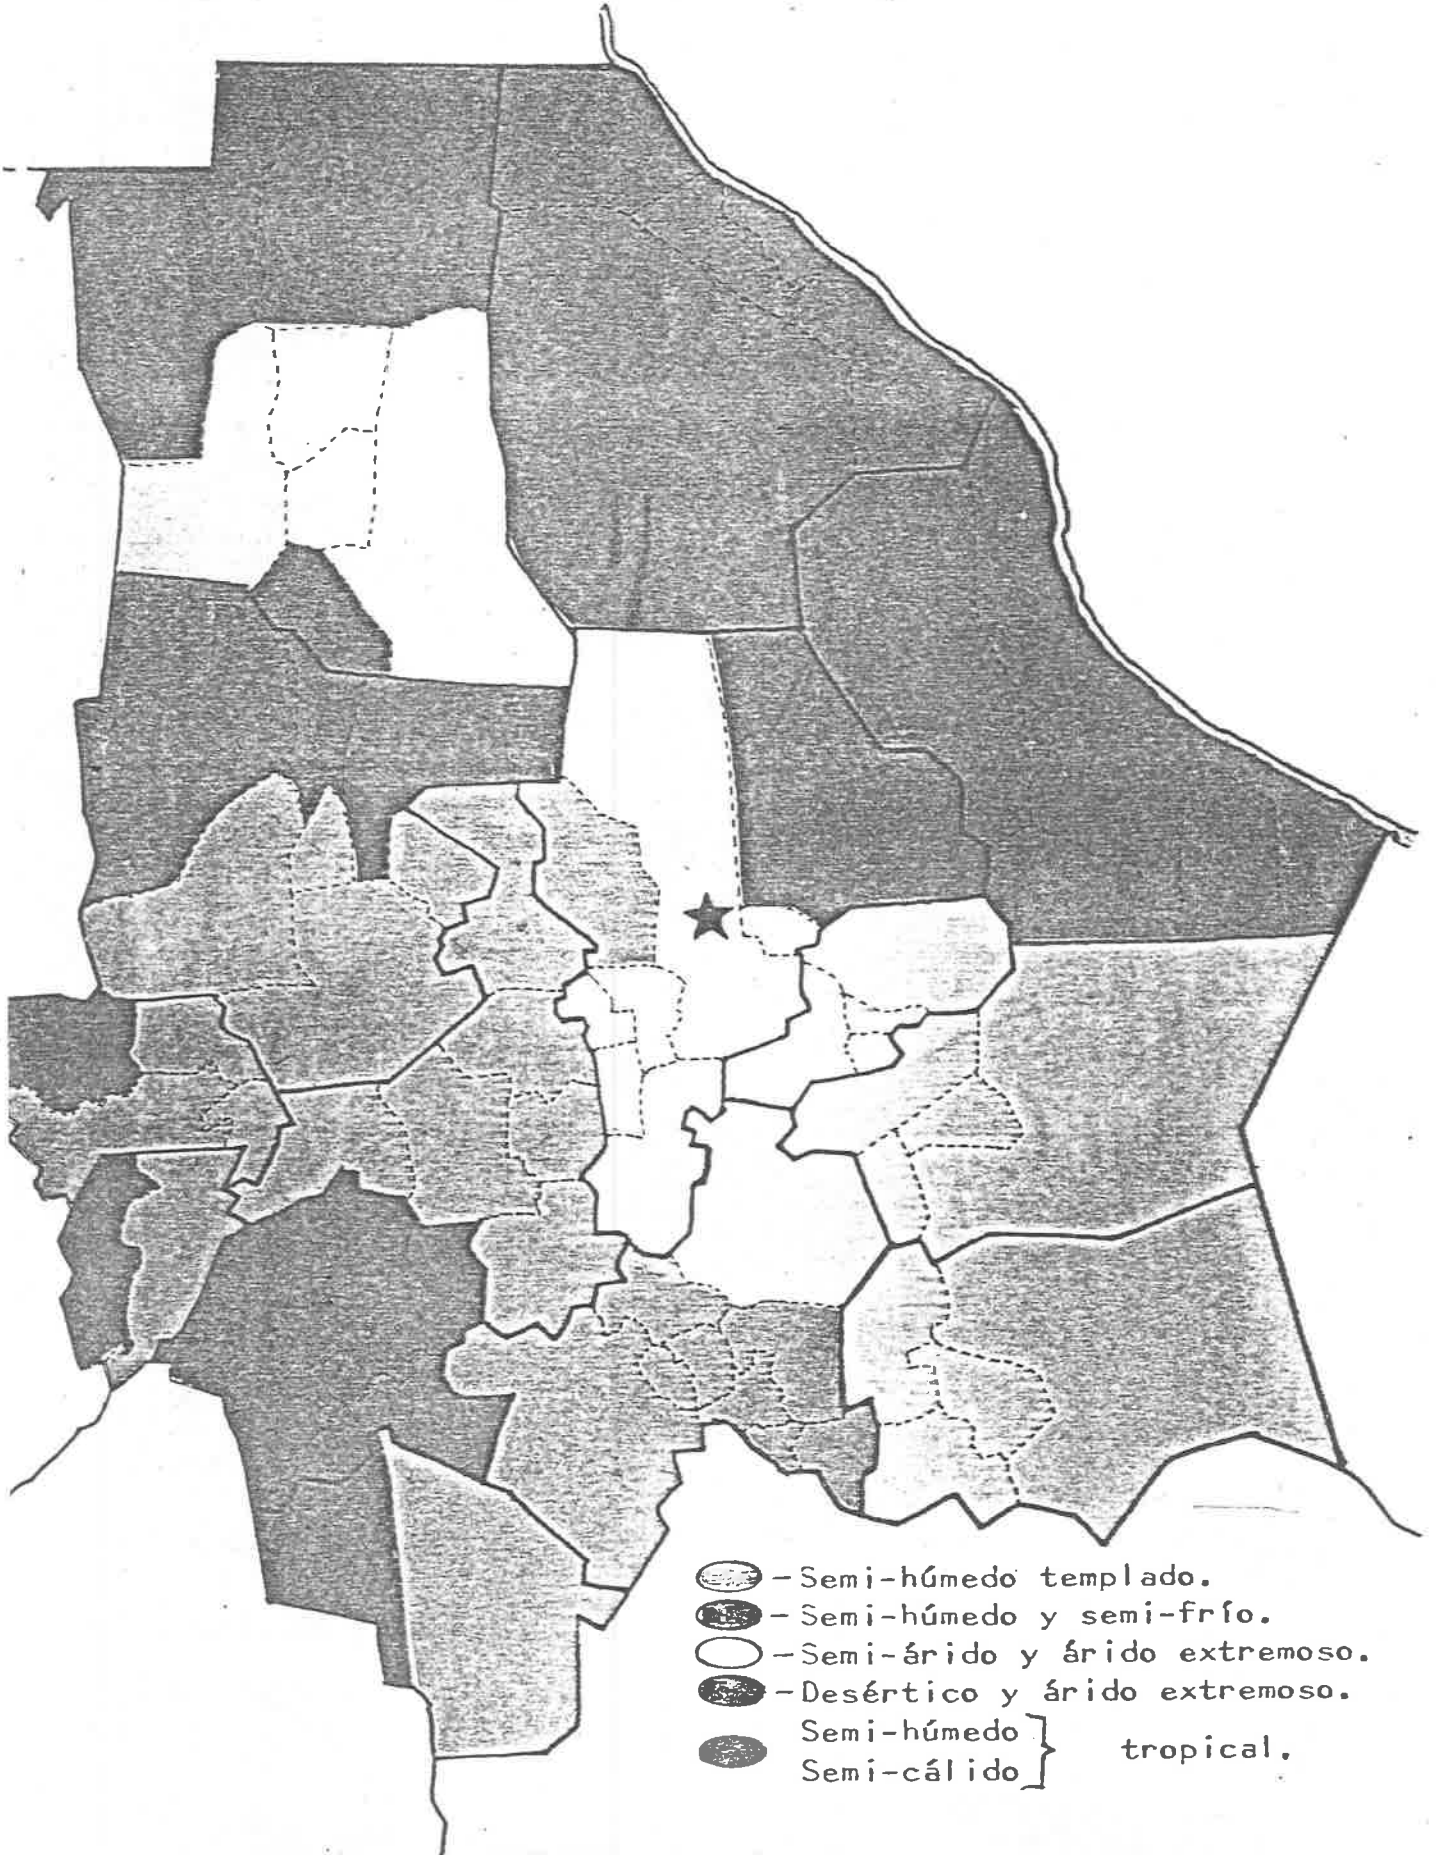 - Semi-húmedo templado.
- Semi-húmedo y semi-frío.
- Semi-árido y árido extremoso.
- Desértico y árido extremoso.
Semi-húmedo
Semi-cálido } tropical.